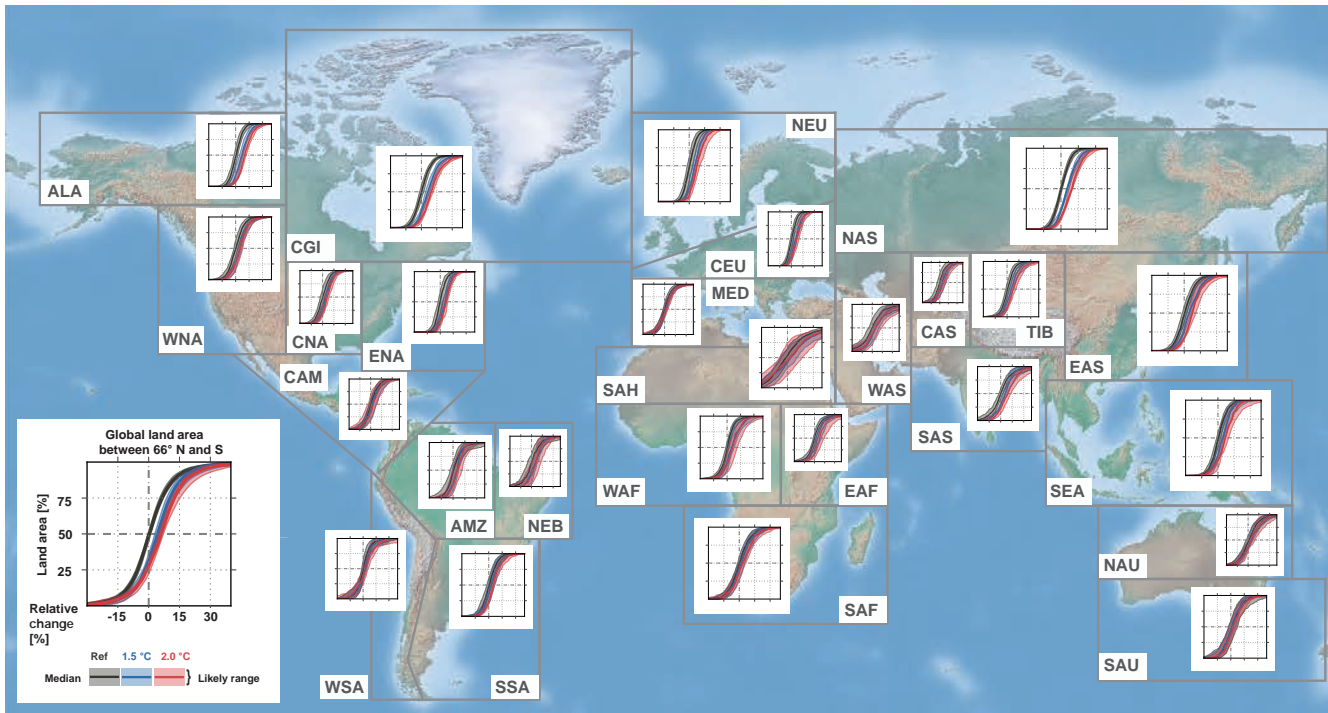 NEU
ALA
CGI
NAS
CEU
MED
WNA
CNA
ENA
CAS
TIB
CAM
SAH
WAS
EAS
SAS
WAF
EAF
SEA
AMZ
NEB
NAU
SAF
SAU
WSA
SSA
Global land area
between 66° N and S
Land area [%]
75
50
25
Relative
change
[%]
-15 0 15 30
Ref 1.5 °C 2.0 °C
Median } Likely range